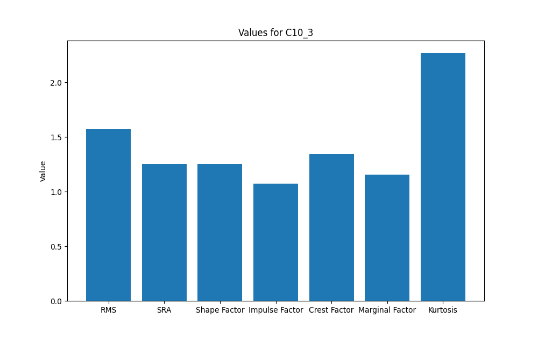 Values for C10_3
Value
2.0
1.5
1.0
0.5
0.0
RMS SRA Shape Factor Impulse Factor Crest Factor Marginal Factor Kurtosis